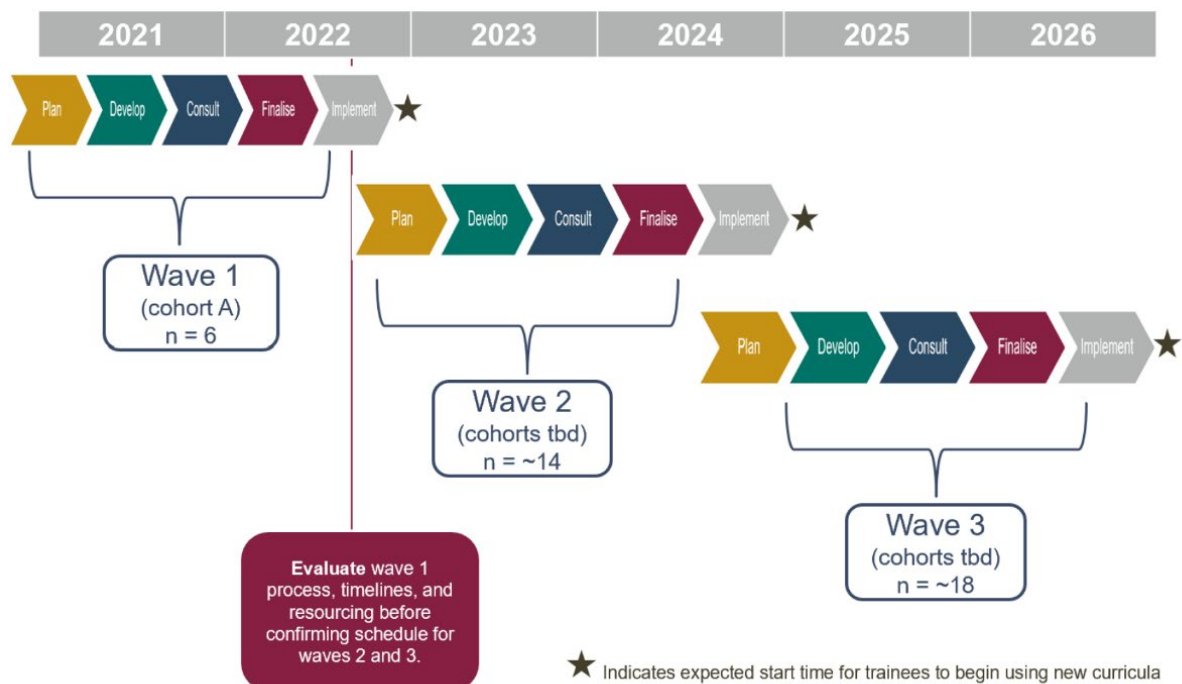 2021 2022 2023 2024 2025 2026
Plan Develop Consult Finalise Implement
Plan Develop Consult Finalise Implement
Wave 1
(cohort A)
n = 6
Plan Develop Consult Finalise Implement
Wave 2
(cohorts tbd)
n = ~14
Wave 3
(cohorts tbd)
n = ~18
Evaluate wave 1
process, timelines, and
resourcing before
confirming schedule for
waves 2 and 3.
Indicates expected start time for trainees to begin using new curricula